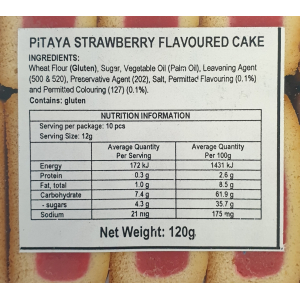 PiTAYA STRAWBERRY FLAVOURED CAKE
INGREDIENTS:
Wheat Flour (Gluten), Sugar, Vegetable Oil (Palm Oil), Leavening Agent
(500 & 520), Preservative Agent (202), Salt, Permitted Flavouring (0.1%)
and Permitted Colouring (127) (0.1%).
Contains: gluten
NUTRITION INFORMATION
Serving per package: 10 pcs
Serving Size: 12g
Average Quantity Per Serving Average Quantity Per 100g
Energy 172 kJ 1431 kJ
Protein 0.3 g 2.6 g
Fat, total 1.0 g 8.5 g
Carbohydrate 7.4 g 61.9 g
- sugars 4.3 g 35.7 g
Sodium 21 mg 175 mg
Net Weight: 120g